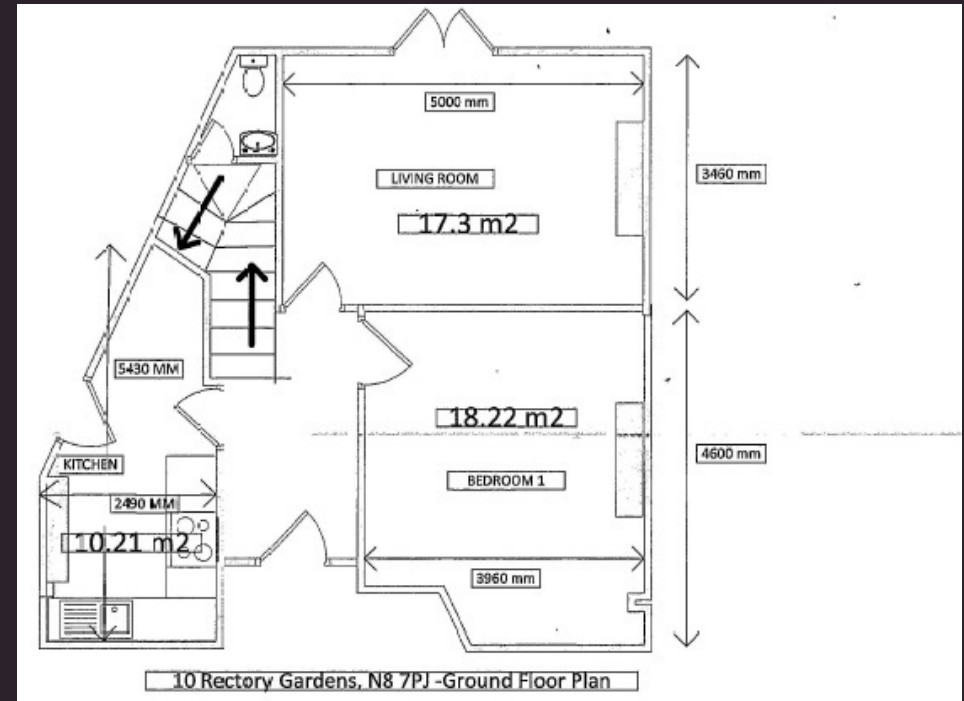 5000 mm
3460 mm
LIVING ROOM
17.3 m2
5430 MM
18.22 m2
4600 mm
KITCHEN
BEDROOM 1
2490 MM
10.21 m2
3960 mm
10 Rectory Gardens, N8 7PJ -Ground Floor Plan